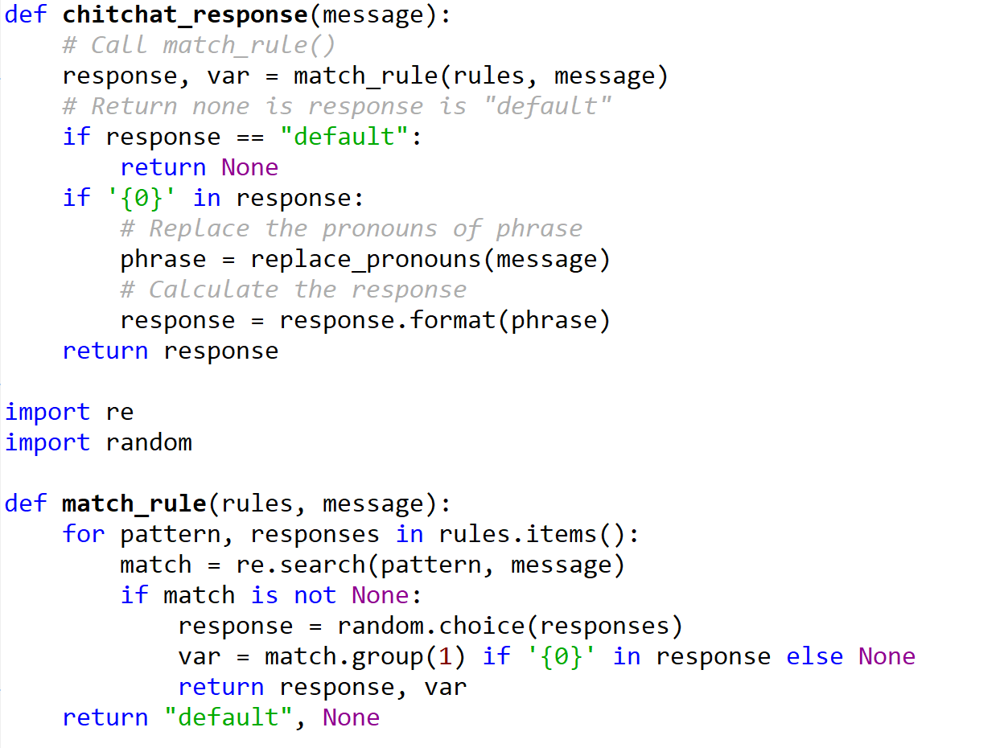 def chitchat_response(message):
    # Call match_rule()
    response, var = match_rule(rules, message)
    # Return none is response is "default"
    if response == "default":
        return None
    if '{0}' in response:
        # Replace the pronouns of phrase
        phrase = replace_pronouns(message)
        # Calculate the response
        response = response.format(phrase)
    return response

import re
import random

def match_rule(rules, message):
    for pattern, responses in rules.items():
        match = re.search(pattern, message)
        if match is not None:
            response = random.choice(responses)
            var = match.group(1) if '{0}' in response else None
            return response, var
    return "default", None